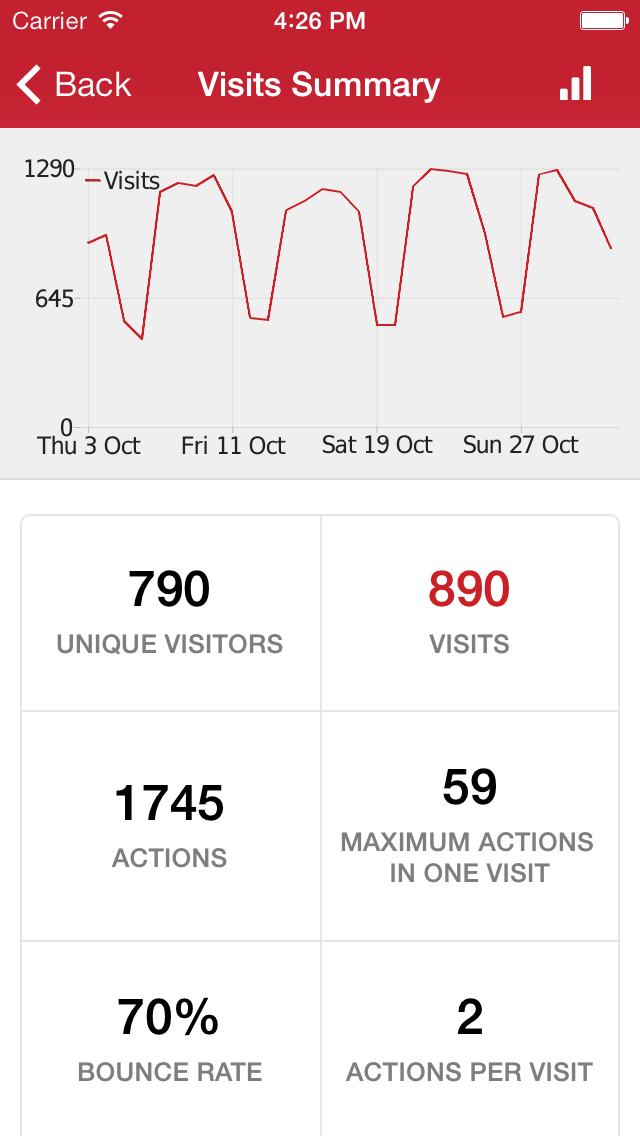 Carrier 4:26 PM
Back Visits Summary
1290
Visits
645
0
Thu 3 Oct Fri 11 Oct Sat 19 Oct Sun 27 Oct
790 890
UNIQUE VISITORS VISITS
1745 59
ACTIONS MAXIMUM ACTIONS
IN ONE VISIT
70% 2
BOUNCE RATE ACTIONS PER VISIT